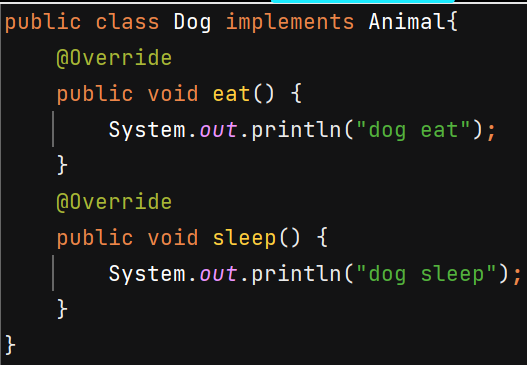 public class Dog implements Animal{
    @Override
    public void eat() {
        System.out.println("dog eat");
    }
    @Override
    public void sleep() {
        System.out.println("dog sleep");
    }
}